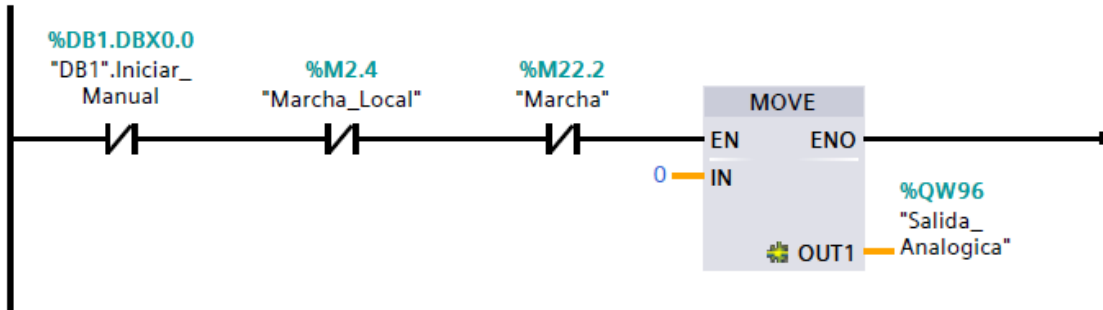 %DB1.DBX0.0
"DB1".Iniciar_
Manual
%M2.4
"Marcha_Local"
%M22.2
"Marcha"
MOVE
EN ENO
0 IN
%QW96
"Salida_
Analogica"
OUT1